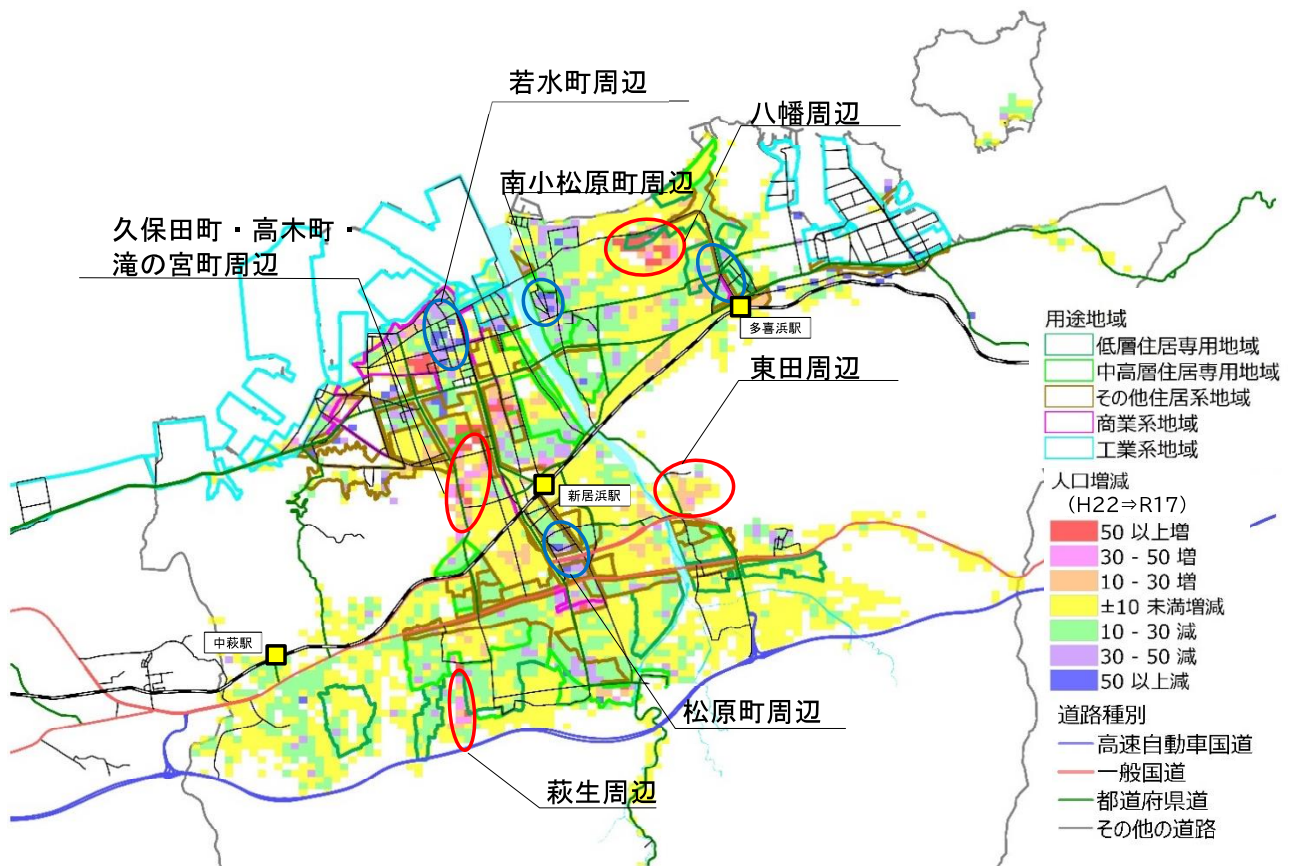 若水町周辺
八幡周辺
南小松原町周辺
久保田町・高木町・
滝の宮町周辺
多喜浜駅
東田周辺
新居浜駅
中萩駅
松原町周辺
萩生周辺
用途地域
低層住居専用地域
中高層住居専用地域
その他住居系地域
商業系地域
工業系地域
人口増減
(H22⇒R17)
50 以上増
30 - 50 増
10 - 30 増
±10 未満増減
10 - 30 減
30 - 50 減
50 以上減
道路種別
高速自動車国道
一般国道
都道府県道
その他の道路